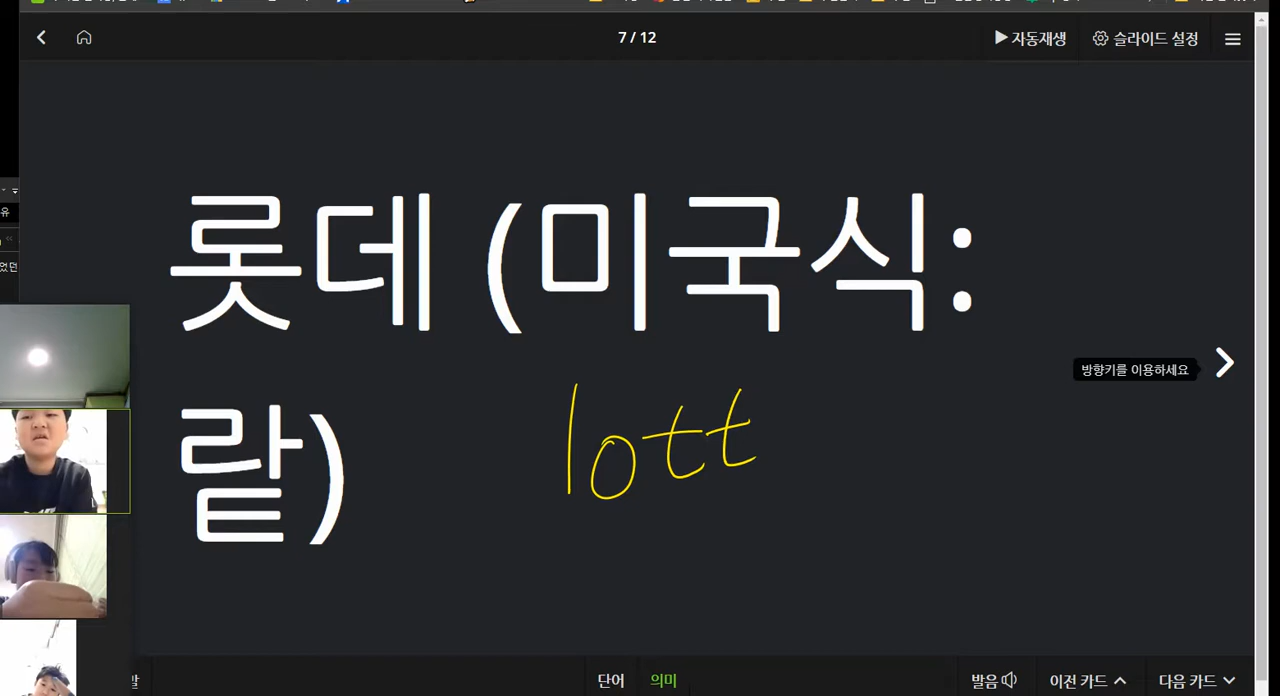 7 / 12
▶자동재생
슬라이드 설정
롯데 (미국식:
랕)
lott
방향키를 이용하세요
단어
의미
발음
이전 카드
다음 카드